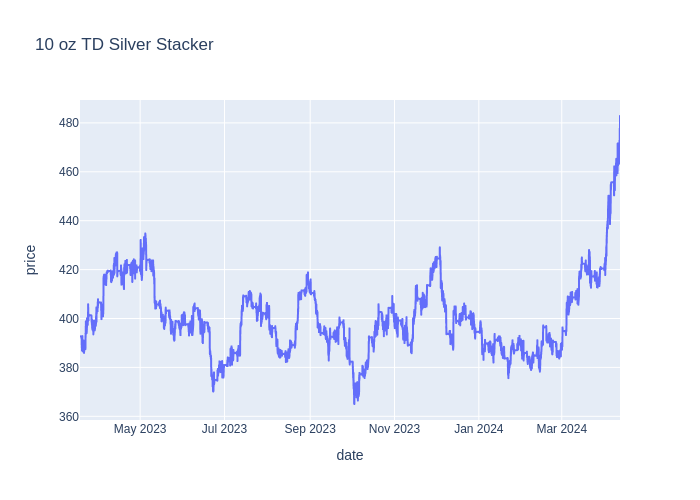 10 oz TD Silver Stacker
480
460
440
420
400
380
360
price
May 2023
Jul 2023
Sep 2023
Nov 2023
Jan 2024
Mar 2024
date